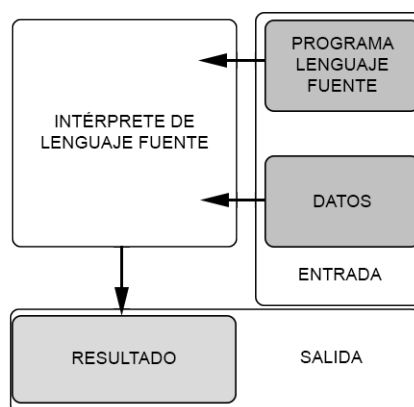 PROGRAMA
LENGUAJE
FUENTE
INTÉRPRETE DE
LENGUAJE FUENTE
DATOS
ENTRADA
RESULTADO
SALIDA